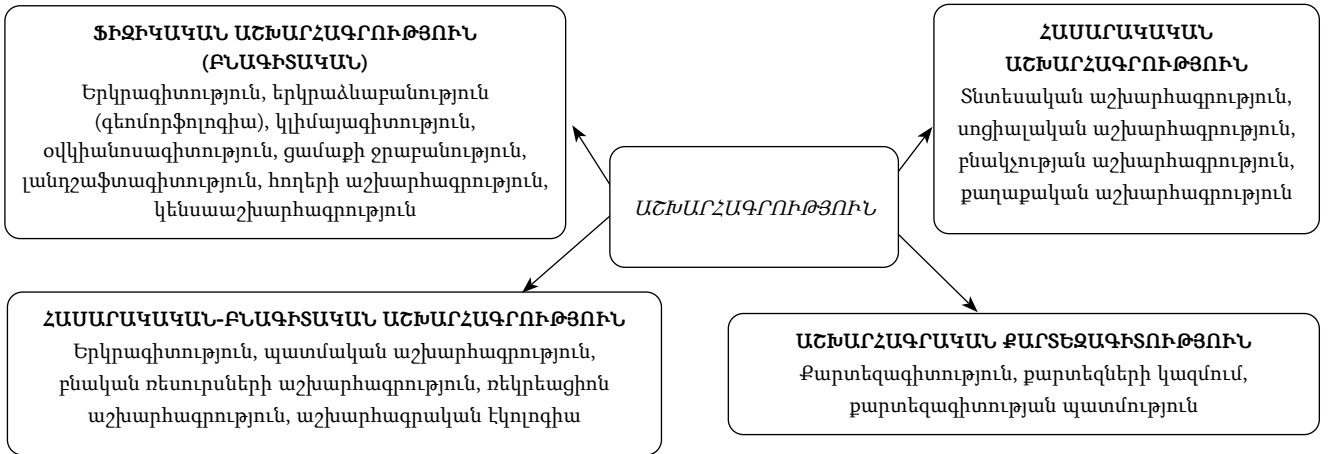 ՖԻԶԻԿԱԿԱՆ ԱՇԽԱՐՀԱԳՐՈՒԹՅՈՒՆ
(ԲՆԱԳԻՏԱԿԱՆ)
Երկրագիտություն, երկրաձևաբանություն
(գեոմորֆոլոգիա), կլիմայագիտություն,
օվկիանոսագիտություն, ցամաքի ջրաբանություն,
լանդշաֆտագիտություն, հողերի աշխարհագրություն,
կենսաաշխարհագրություն
ՀԱՍԱՐԱԿԱԿԱՆ
ԱՇԽԱՐՀԱԳՐՈՒԹՅՈՒՆ
Տնտեսական աշխարհագրություն,
սոցիալական աշխարհագրություն,
բնակչության աշխարհագրություն,
քաղաքական աշխարհագրություն
ԱՇԽԱՐՀԱԳՐՈՒԹՅՈՒՆ
ՀԱՍԱՐԱԿԱԿԱՆ-ԲՆԱԳԻՏԱԿԱՆ ԱՇԽԱՐՀԱԳՐՈՒԹՅՈՒՆ
Երկրագիտություն, պատմական աշխարհագրություն,
բնական ռեսուրսների աշխարհագրություն, ռեկրեացիոն
աշխարհագրություն, աշխարհագրական էկոլոգիա
ԱՇԽԱՐՀԱԳՐԱԿԱՆ ՔԱՐՏԵԶԱԳԻՏՈՒԹՅՈՒՆ
Քարտեզագիտություն, քարտեզների կազմում,
քարտեզագիտության պատմություն